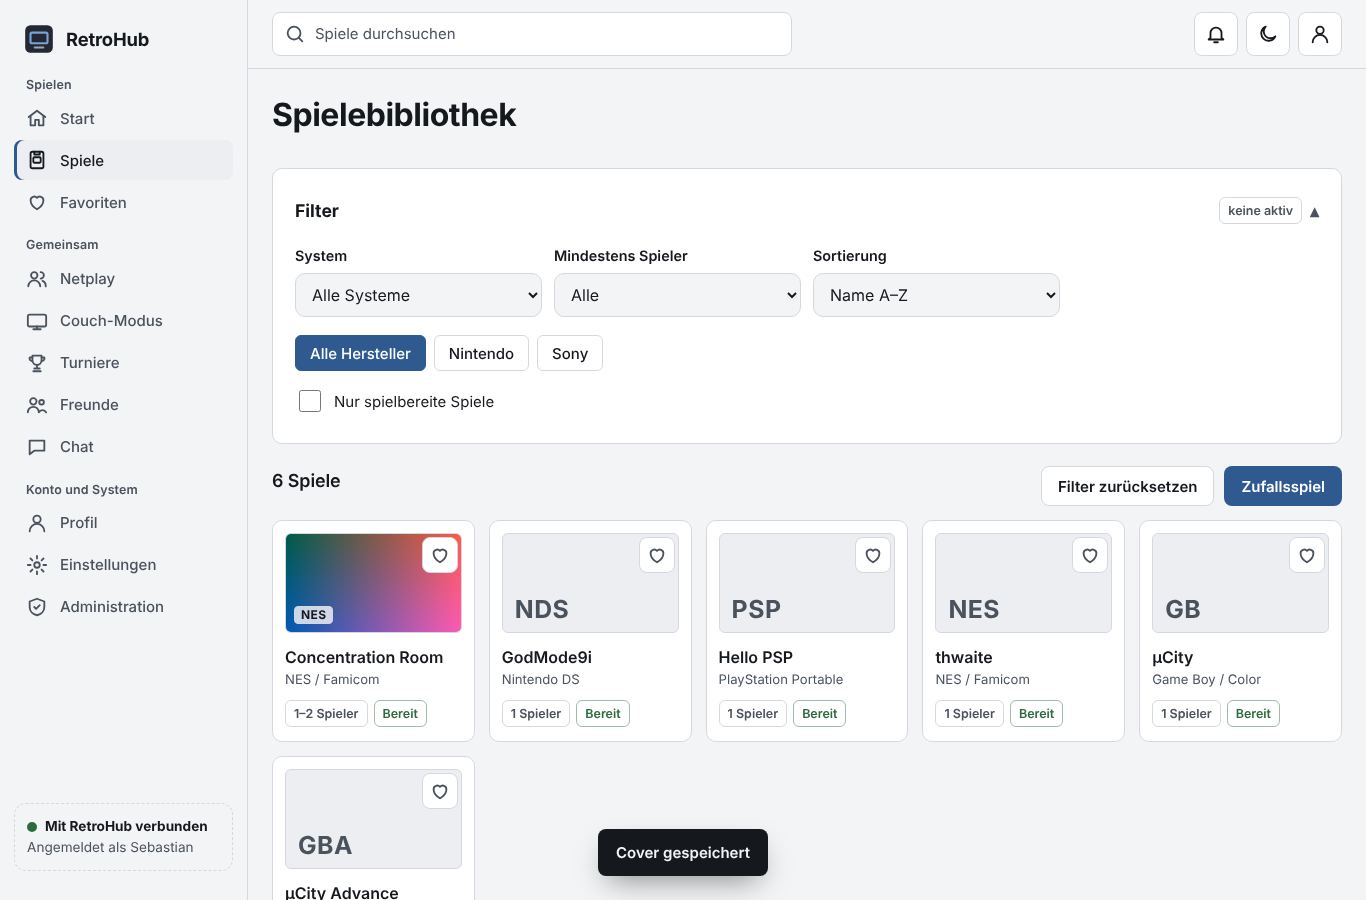 RetroHub
Spiele durchsuchen
Spielen
Start
Spiele
Favoriten
Gemeinsam
Netplay
Couch-Modus
Turniere
Freunde
Chat
Konto und System
Profil
Einstellungen
Administration
Mit RetroHub verbunden
Angemeldet als Sebastian
Spielebibliothek
Filter
keine aktiv ▲
System
Mindestens Spieler
Sortierung
Alle Systeme
Alle
Name A–Z
Alle Hersteller
Nintendo
Sony
Nur spielbereite Spiele
6 Spiele
Filter zurücksetzen
Zufallsspiel
NES
Concentration Room
NES / Famicom
1–2 Spieler
Bereit
NDS
GodMode9i
Nintendo DS
1 Spieler
Bereit
PSP
Hello PSP
PlayStation Portable
1 Spieler
Bereit
NES
thwaite
NES / Famicom
1 Spieler
Bereit
GB
µCity
Game Boy / Color
1 Spieler
Bereit
GBA
µCity Advance
Cover gespeichert